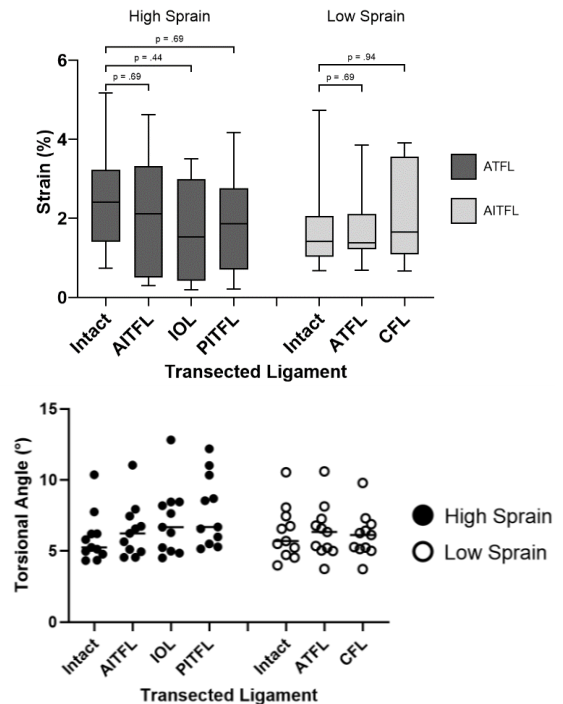 High Sprain
Low Sprain
p = .69
p = .44
p = .69
p = .94
p = .69
Strain (%)
6
4
2
0
ATFL
AITFL
Intact
AITFL
IOL
PITFL
Intact
ATFL
CFL
Transected Ligament
Torsional Angle (°)
15
10
5
0
High Sprain
Low Sprain
Intact
AITFL
IOL
PITFL
Intact
ATFL
CFL
Transected Ligament